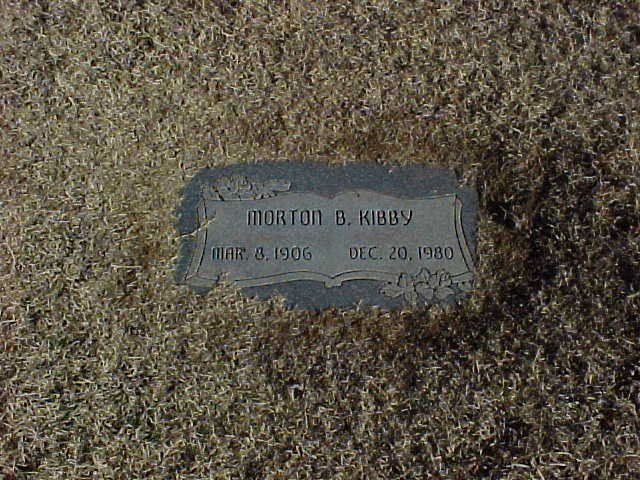 MORTON B. KIBBY
MAR. 8, 1906 DEC. 20, 1980